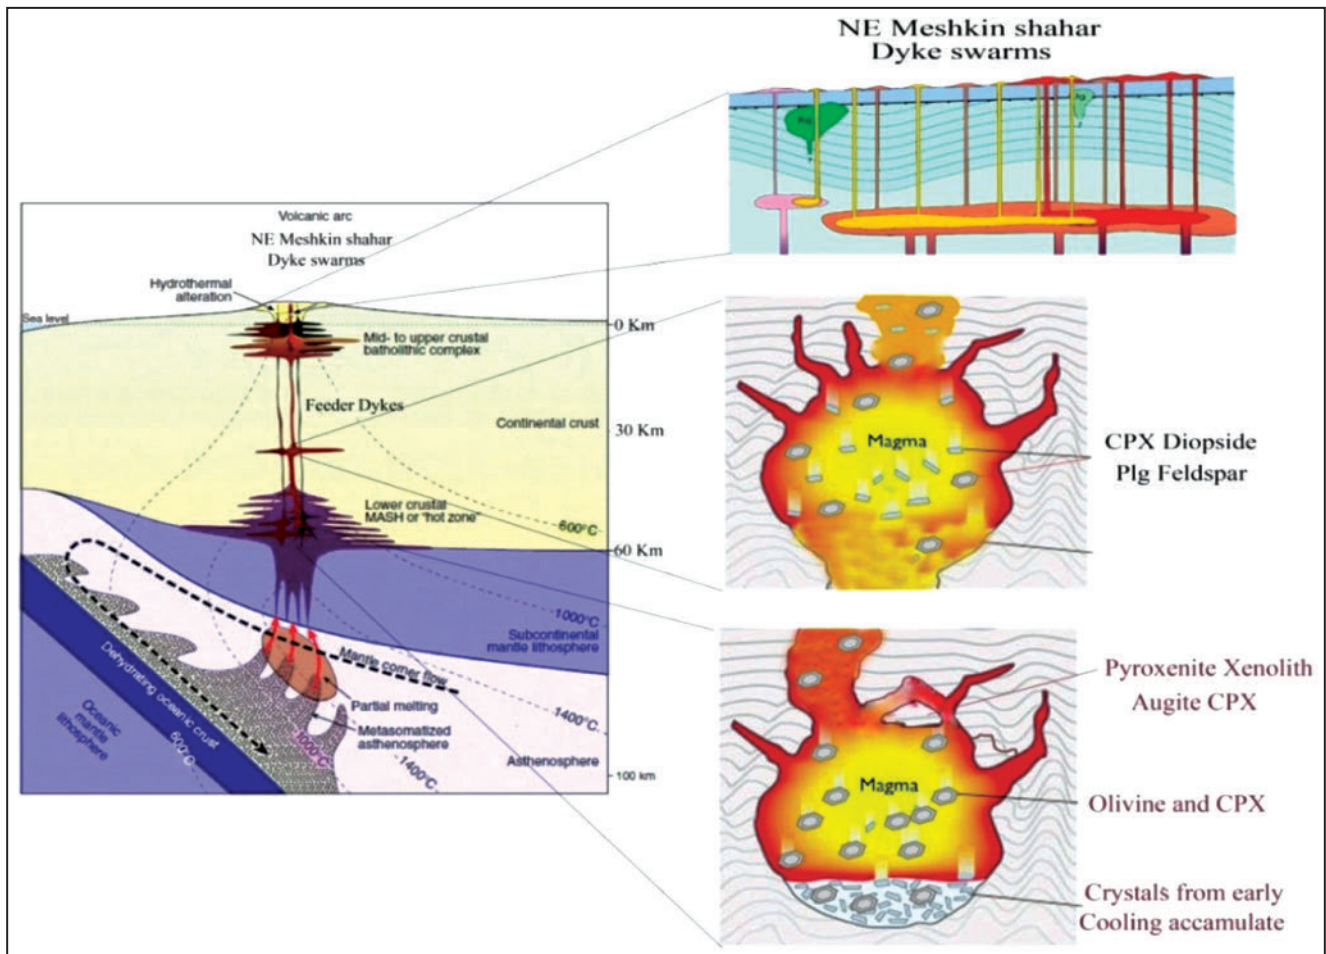 NE Meshkin shahar
Dyke swarms
Volcanic arc
NE Meshkin shahar
Dyke swarms
Hydrothermal
alteration
Sea level
0 Km
Mid- to upper crustal
batholithic complex
Feeder Dykes
Continental crust
30 Km
Lower crustal
MASH or "hot zone"
600°C
60 Km
1000°C
Subcontinental
mantle lithosphere
Mantle corner flow
Dehydrating oceanic crust
Partial melting
1400°C
Oceanic
mantle
lithosphere
600°C
Metasomatized
asthenosphere
1000°C
1400°C
Asthenosphere
100 km
Magma
CPX Diopside
Plg Feldspar
Pyroxenite Xenolith
Augite CPX
Magma
Olivine and CPX
Crystals from early
Cooling accamulate